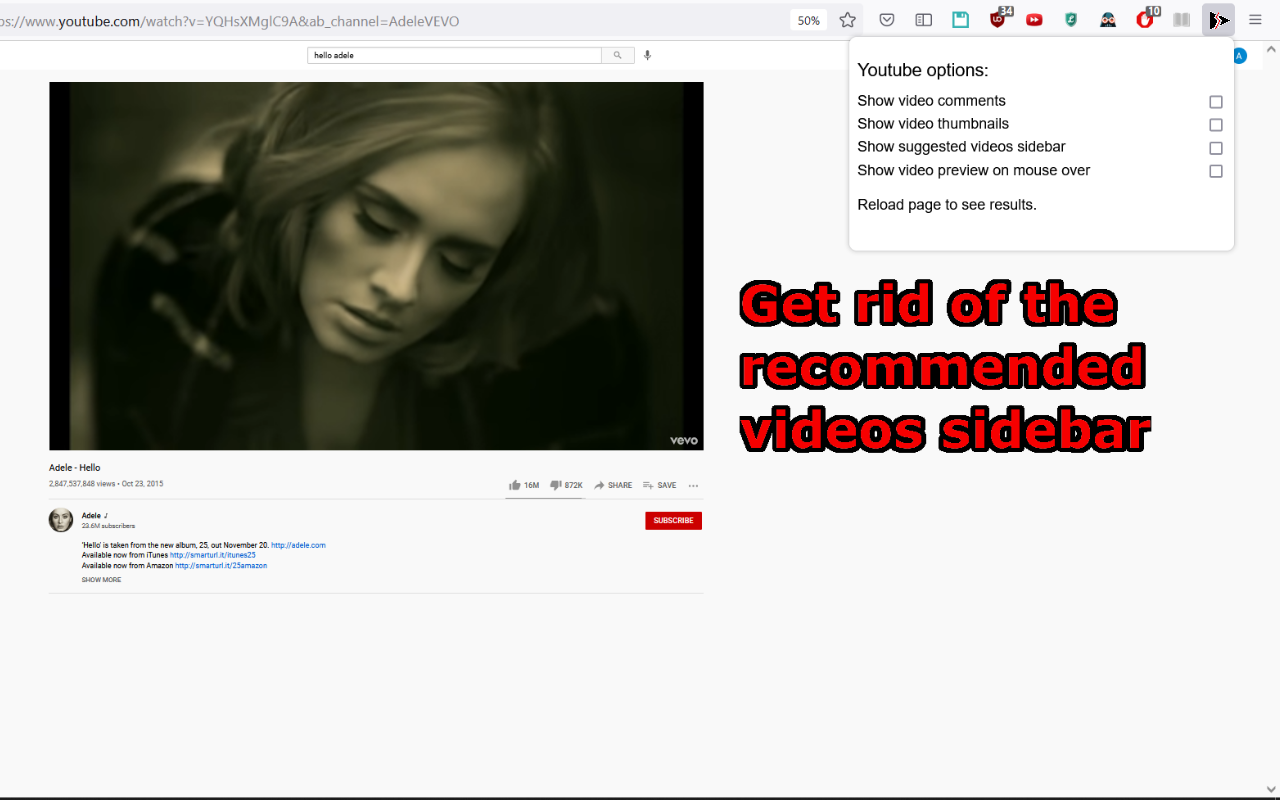 ps://www.youtube.com/watch?v=YQHsXMglC9A&ab_channel=AdeleVEVO
50%
34
10
hello adele
A
Youtube options:
Show video comments
Show video thumbnails
Show suggested videos sidebar
Show video preview on mouse over
Reload page to see results.
Get rid of the
recommended
videos sidebar
vevo
Adele - Hello
2,847,537,848 views • Oct 23, 2015
16M
872K
SHARE
SAVE
Adele ♪
23.6M subscribers
SUBSCRIBE
'Hello' is taken from the new album, 25, out November 20. http://adele.com
Available now from iTunes http://smarturl.it/itunes25
Available now from Amazon http://smarturl.it/25amazon
SHOW MORE